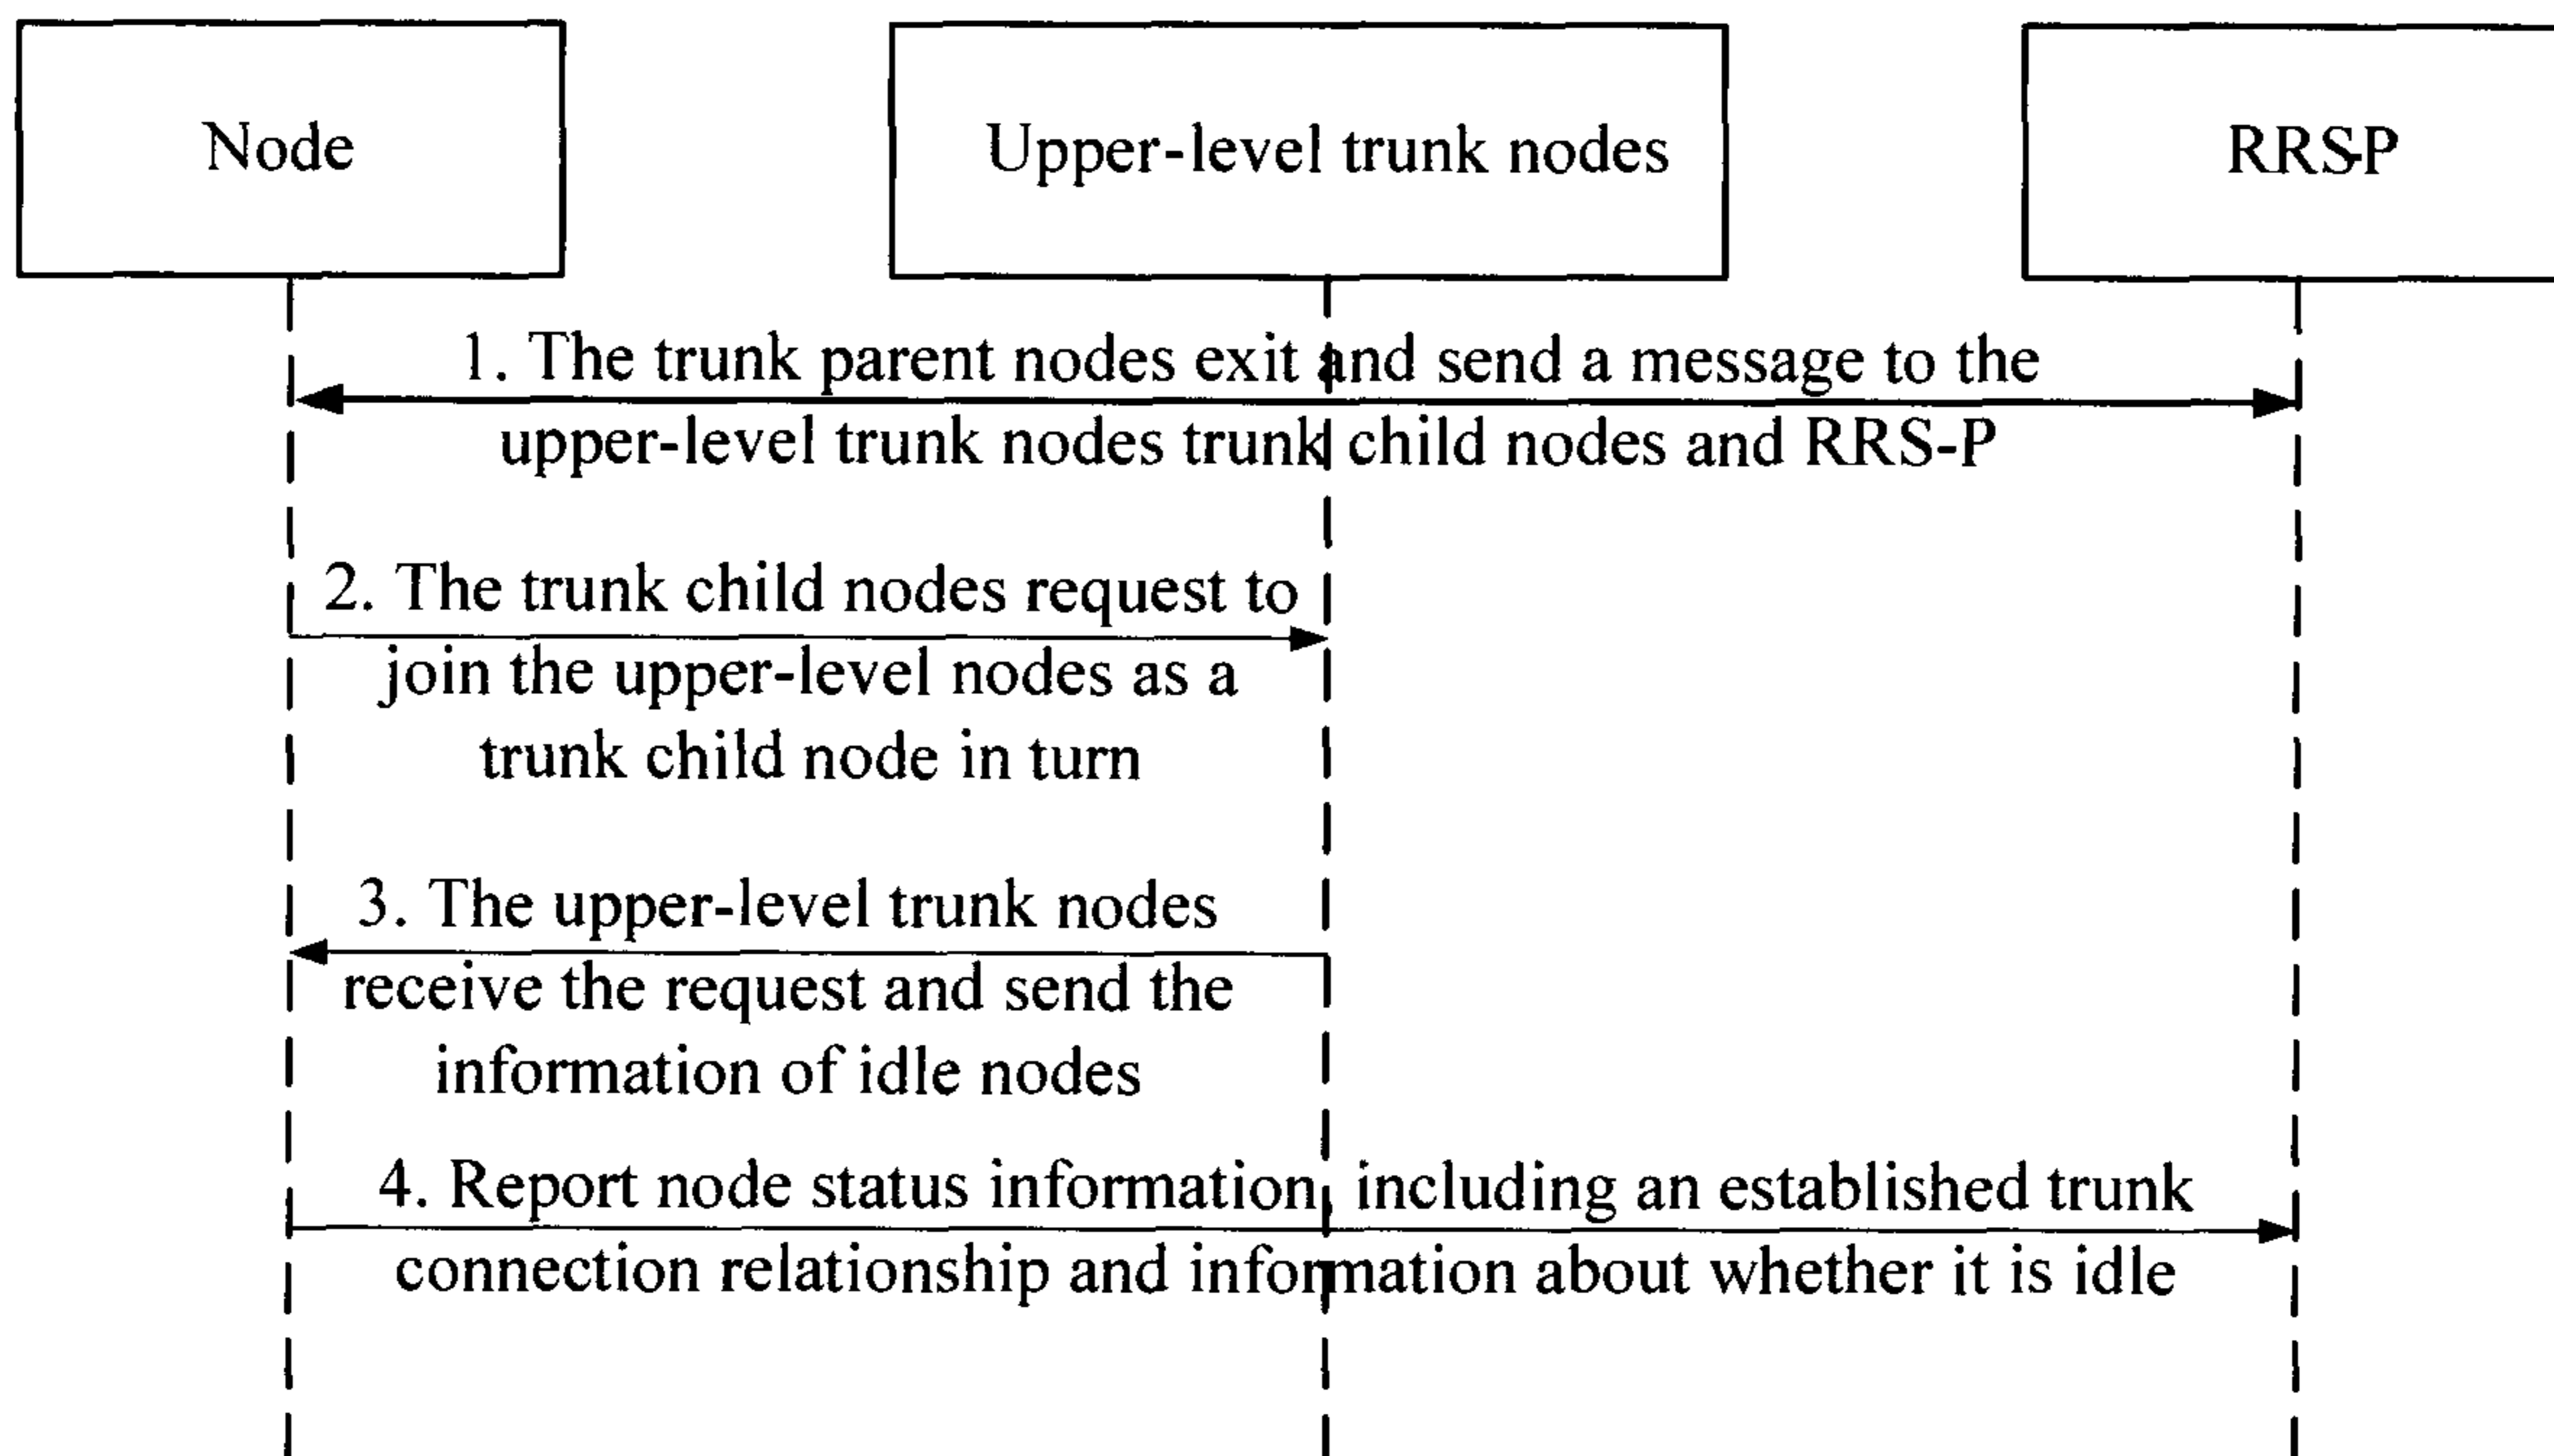 Node
Upper-level trunk nodes
RRS-P
1. The trunk parent nodes exit and send a message to the
upper-level trunk nodes trunk child nodes and RRS-P
2. The trunk child nodes request to
join the upper-level nodes as a
trunk child node in turn
3. The upper-level trunk nodes
receive the request and send the
information of idle nodes
4. Report node status information, including an established trunk
connection relationship and information about whether it is idle